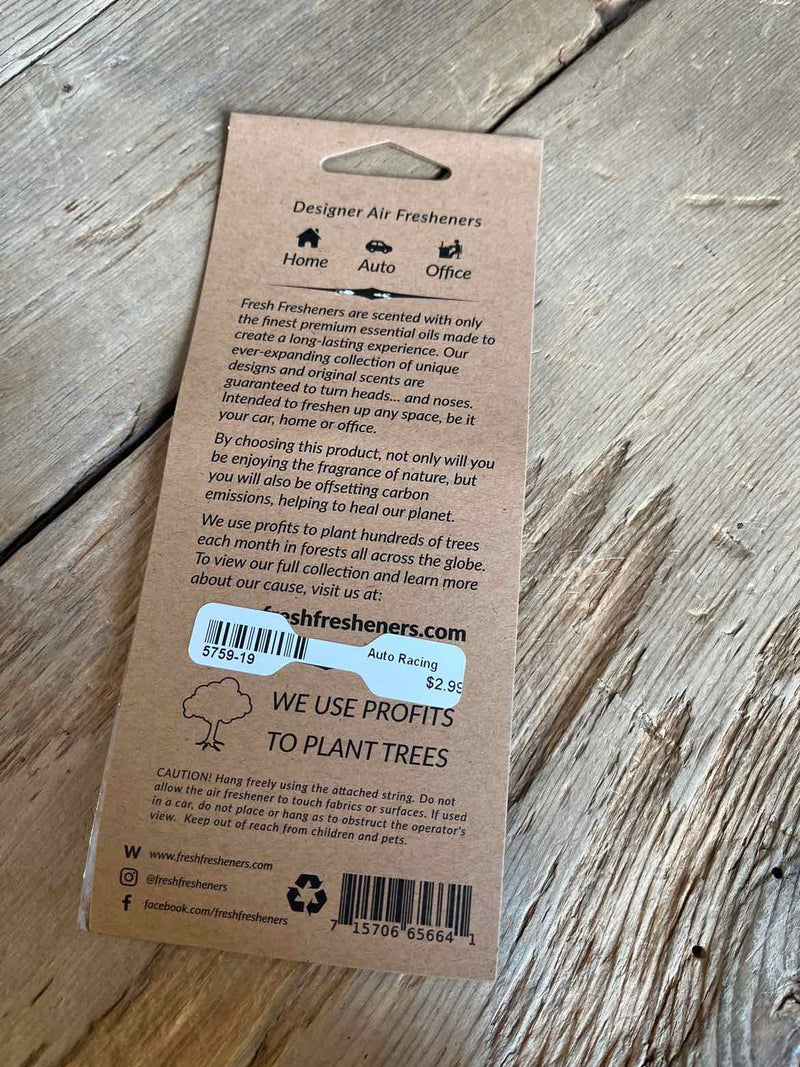 Designer Air Fresheners
Home Auto Office
Fresh Fresheners are scented with only
the finest premium essential oils made to
create a long-lasting experience. Our
ever-expanding collection of unique
designs and original scents are
guaranteed to turn heads... and noses.
Intended to freshen up any space, be it
your car, home or office.
By choosing this product, not only will you
be enjoying the fragrance of nature, but
you will also be offsetting carbon
emissions, helping to heal our planet.
We use profits to plant hundreds of trees
each month in forests all across the globe.
To view our full collection and learn more
about our cause, visit us at:
freshfresheners.com
5759-19
Auto Racing
$2.99
WE USE PROFITS
TO PLANT TREES
CAUTION! Hang freely using the attached string. Do not
allow the air freshener to touch fabrics or surfaces. If used
in a car, do not place or hang as to obstruct the operator's
view. Keep out of reach from children and pets.
W www.freshfresheners.com
@freshfresheners
f facebook.com/freshfresheners
7 15706 65664 1